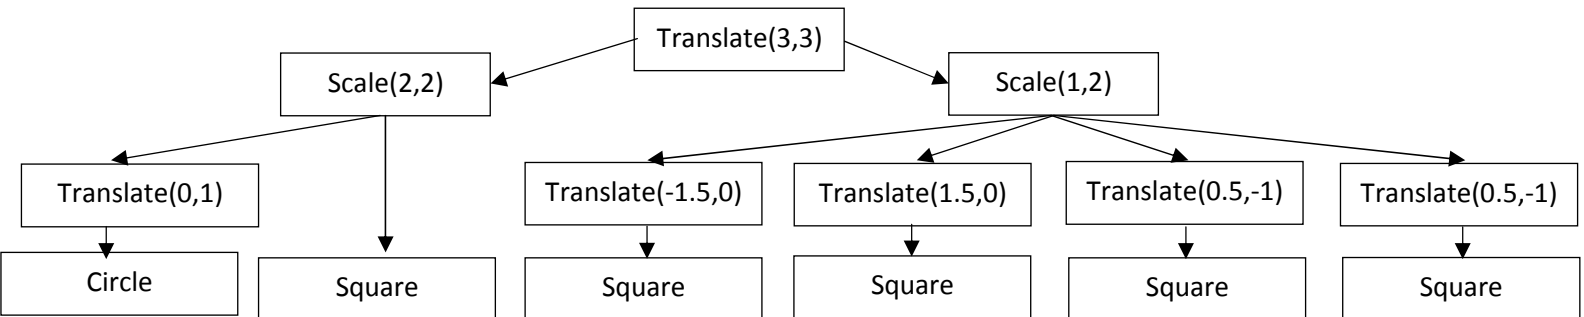 Translate(3,3)
Scale(2,2)
Scale(1,2)
Translate(0,1)
Translate(-1.5,0)
Translate(1.5,0)
Translate(0.5,-1)
Translate(0.5,-1)
Circle
Square
Square
Square
Square
Square